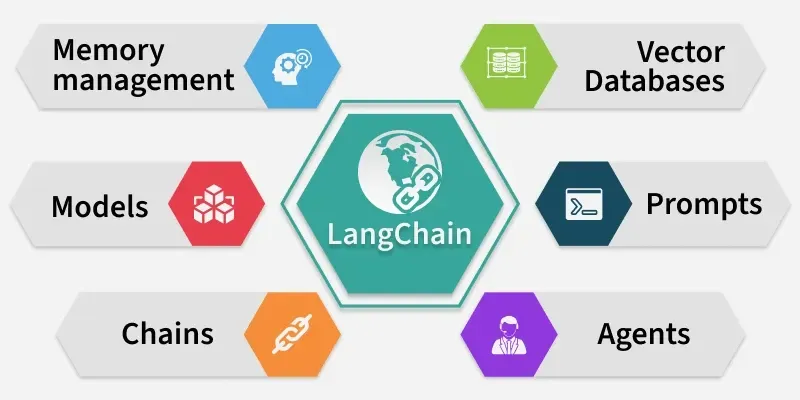 Memory
management
Vector
Databases
Models
LangChain
Prompts
Chains
Agents